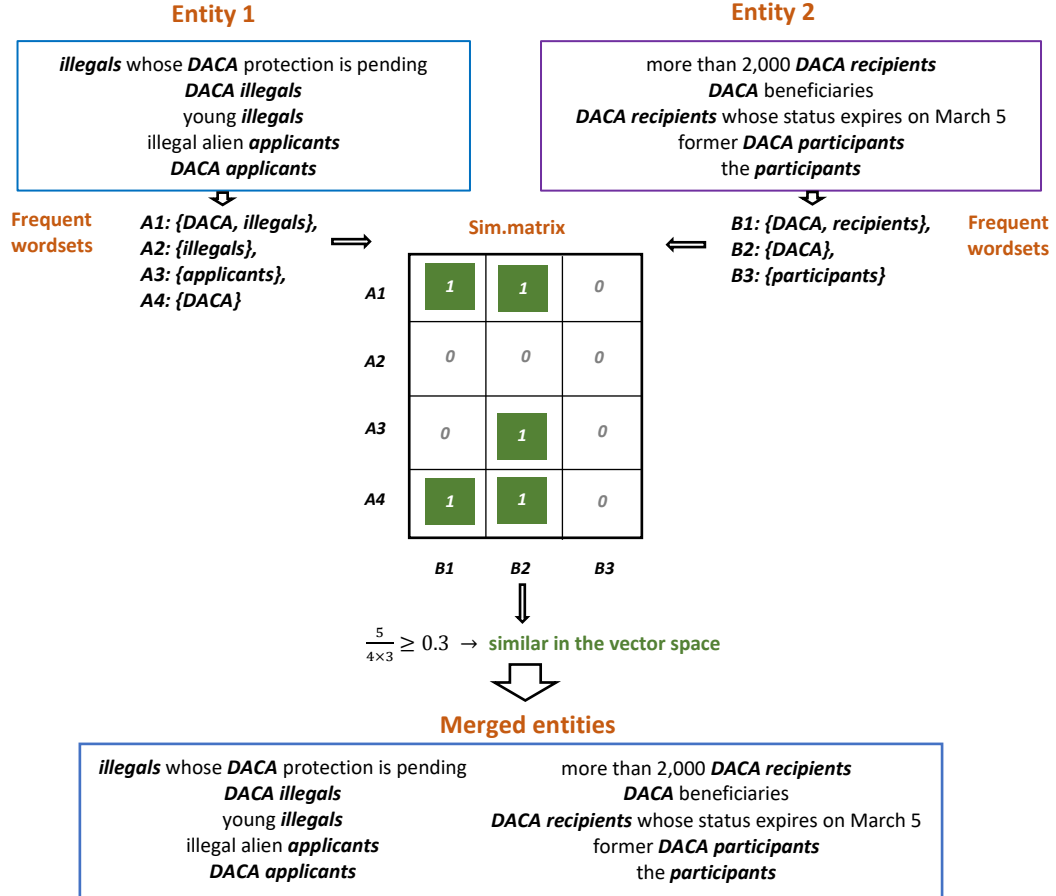 Entity 1
Entity 2
illegals whose DACA protection is pending
DACA illegals
young illegals
illegal alien applicants
DACA applicants
more than 2,000 DACA recipients
DACA beneficiaries
DACA recipients whose status expires on March 5
former DACA participants
the participants
Frequent
wordsets
A1: {DACA, illegals},
A2: {illegals},
A3: {applicants},
A4: {DACA}
Sim.matrix
B1: {DACA, recipients},
B2: {DACA},
B3: {participants}
Frequent
wordsets
A1 1 1 0
A2 0 0 0
A3 0 1 0
A4 1 1 0
B1 B2 B3
5/(4×3) ≥ 0.3 → similar in the vector space
Merged entities
illegals whose DACA protection is pending
DACA illegals
young illegals
illegal alien applicants
DACA applicants
more than 2,000 DACA recipients
DACA beneficiaries
DACA recipients whose status expires on March 5
former DACA participants
the participants